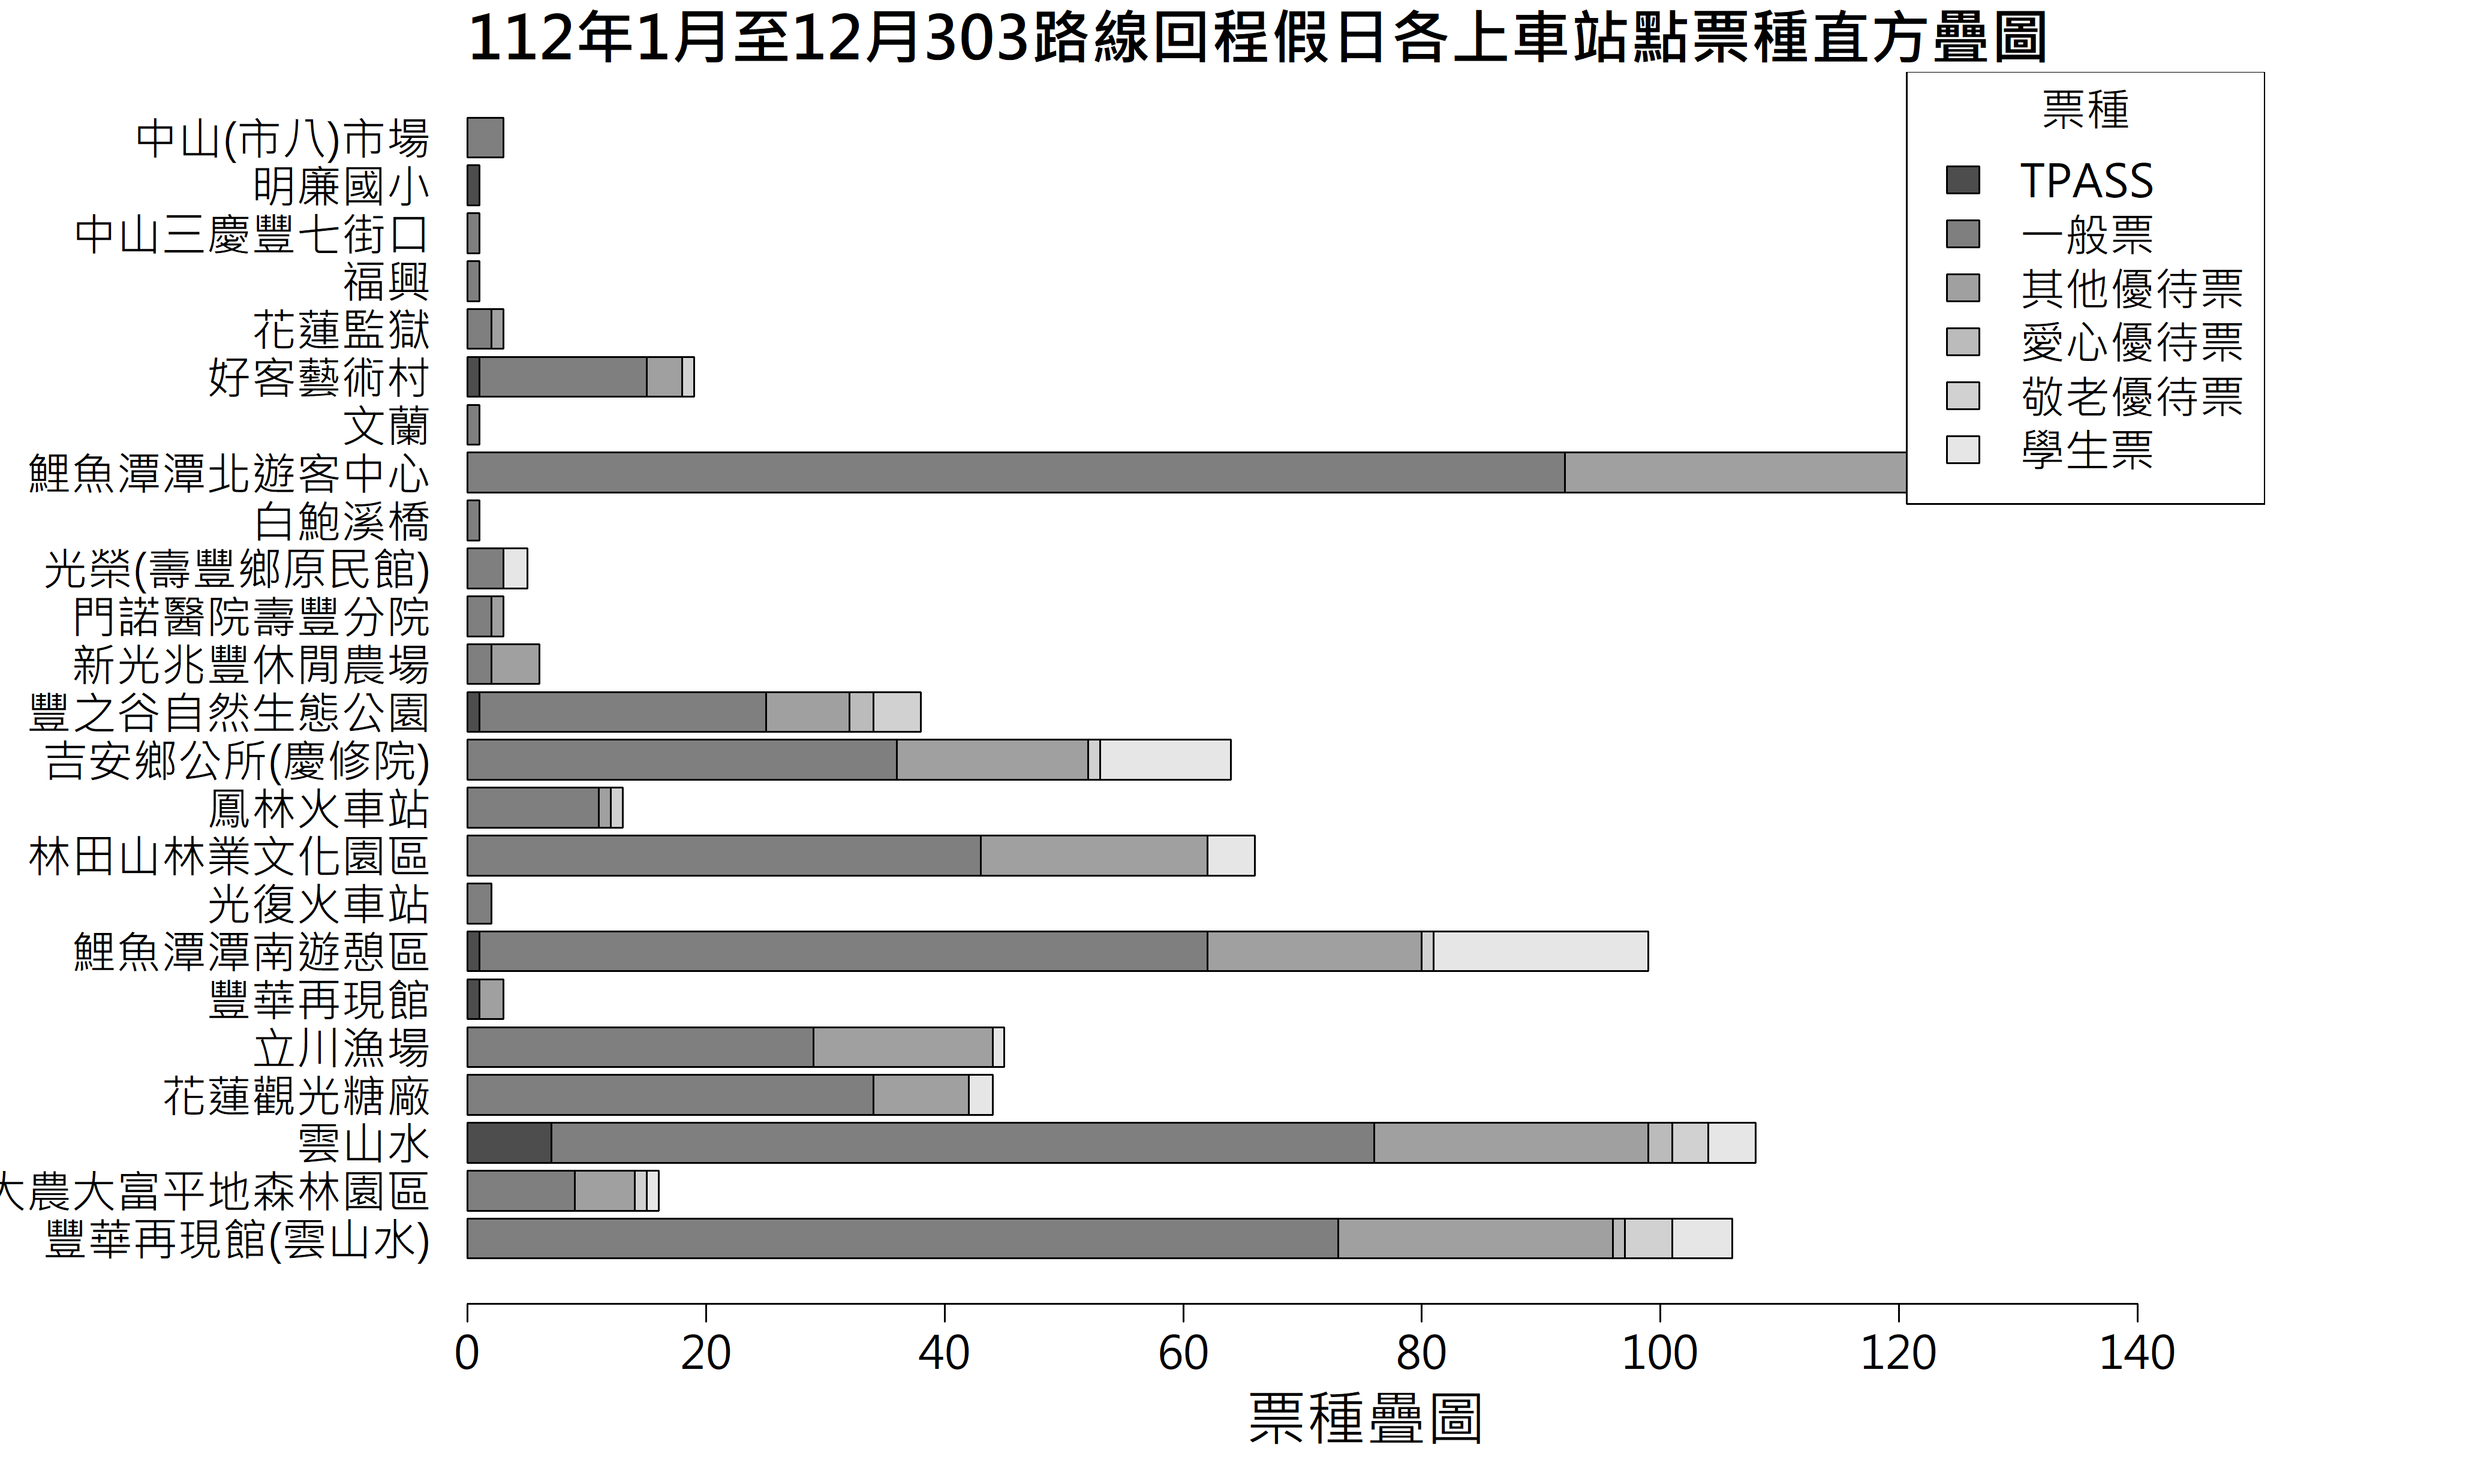 112年1月至12月303路線回程假日各上車站點票種直方疊圖
票種
TPASS
一般票
其他優待票
愛心優待票
敬老優待票
學生票
中山(市八)市場
明廉國小
中山三慶豐七街口
福興
花蓮監獄
好客藝術村
文蘭
鯉魚潭潭北遊客中心
白鮑溪橋
光榮(壽豐鄉原民館)
門諾醫院壽豐分院
新光兆豐休閒農場
豐之谷自然生態公園
吉安鄉公所(慶修院)
鳳林火車站
林田山林業文化園區
光復火車站
鯉魚潭潭南遊憩區
豐華再現館
立川漁場
花蓮觀光糖廠
雲山水
大農大富平地森林園區
豐華再現館(雲山水)
0 20 40 60 80 100 120 140
票種疊圖